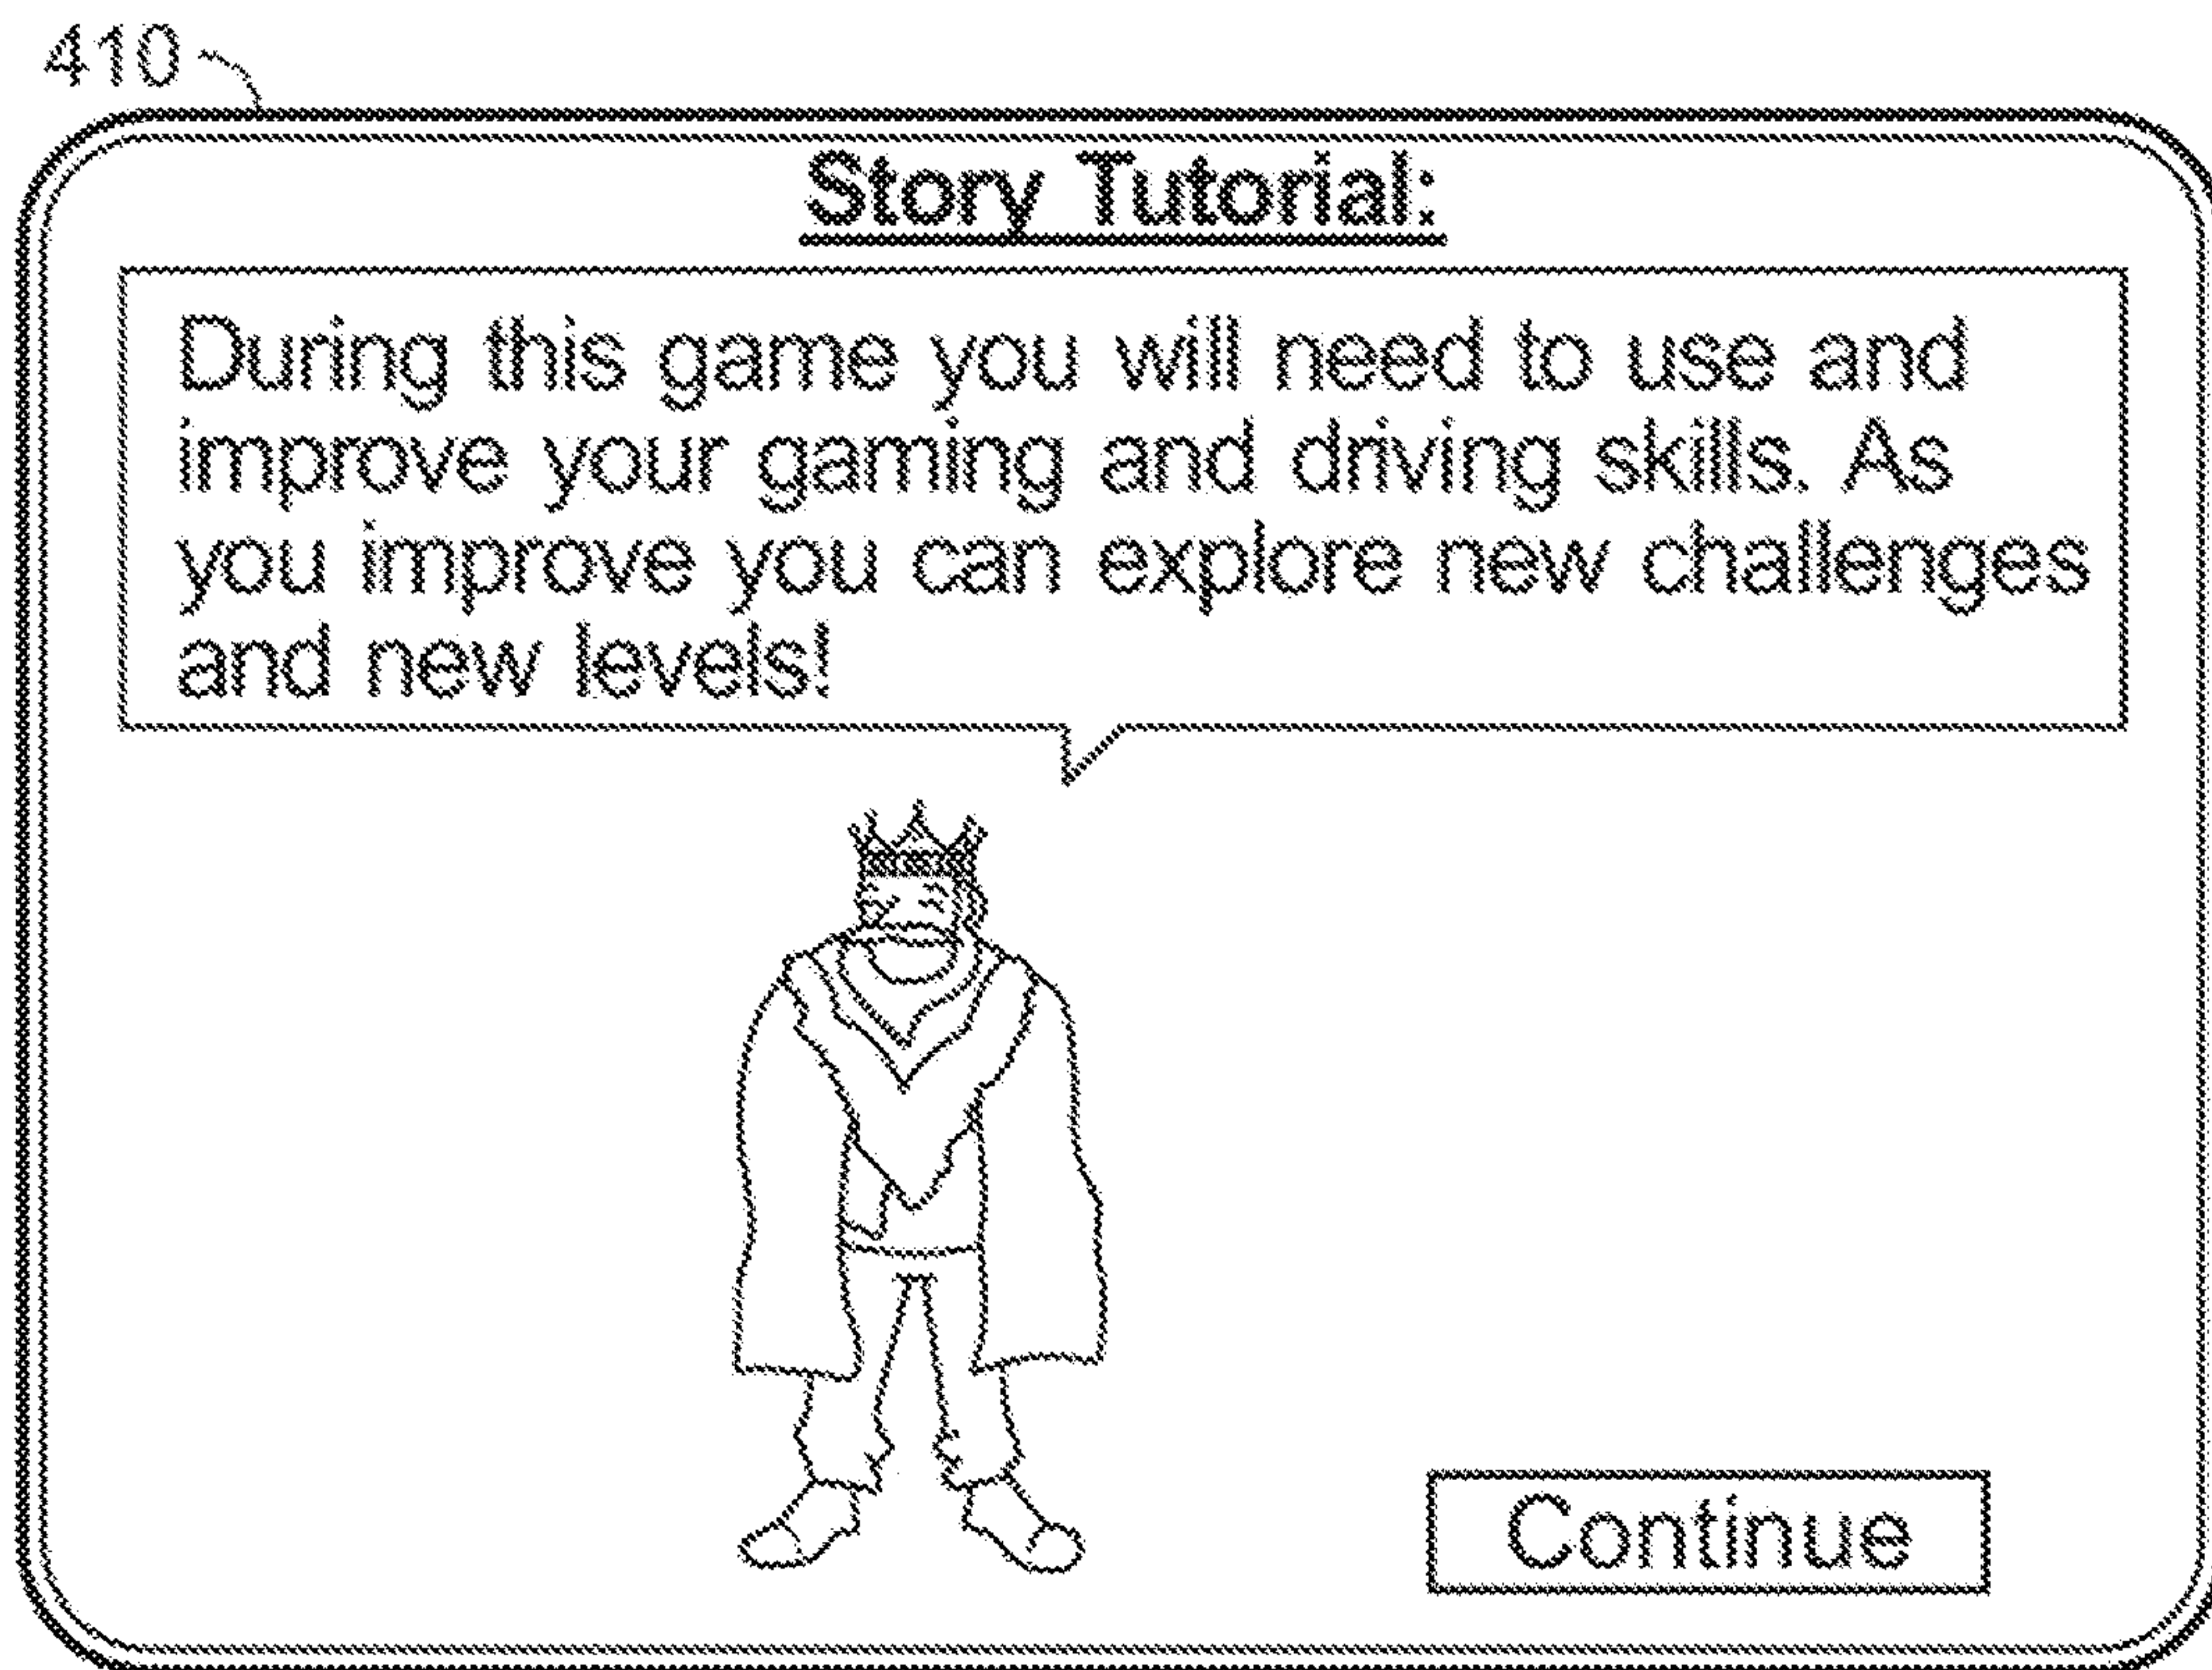 410
Story Tutorial:
During this game you will need to use and
improve your gaming and driving skills. As
you improve you can explore new challenges
and new levels!
Continue